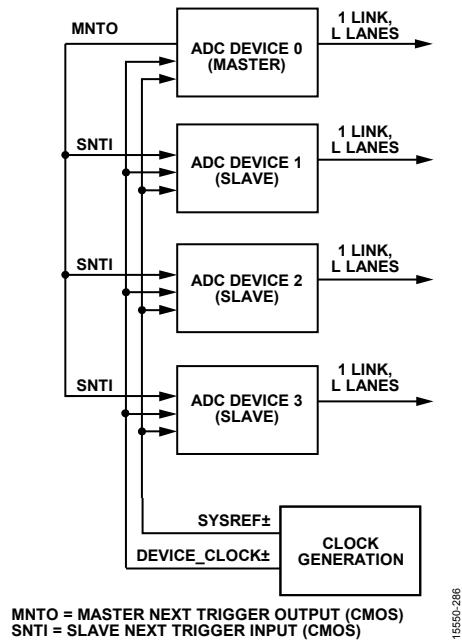 MNTO
ADC DEVICE 0
(MASTER)
1 LINK,
L LANES
SNTI
ADC DEVICE 1
(SLAVE)
1 LINK,
L LANES
SNTI
ADC DEVICE 2
(SLAVE)
1 LINK,
L LANES
SNTI
ADC DEVICE 3
(SLAVE)
1 LINK,
L LANES
SYSREF±
DEVICE_CLOCK±
CLOCK
GENERATION
MNTO = MASTER NEXT TRIGGER OUTPUT (CMOS)
SNTI = SLAVE NEXT TRIGGER INPUT (CMOS)
15550-286